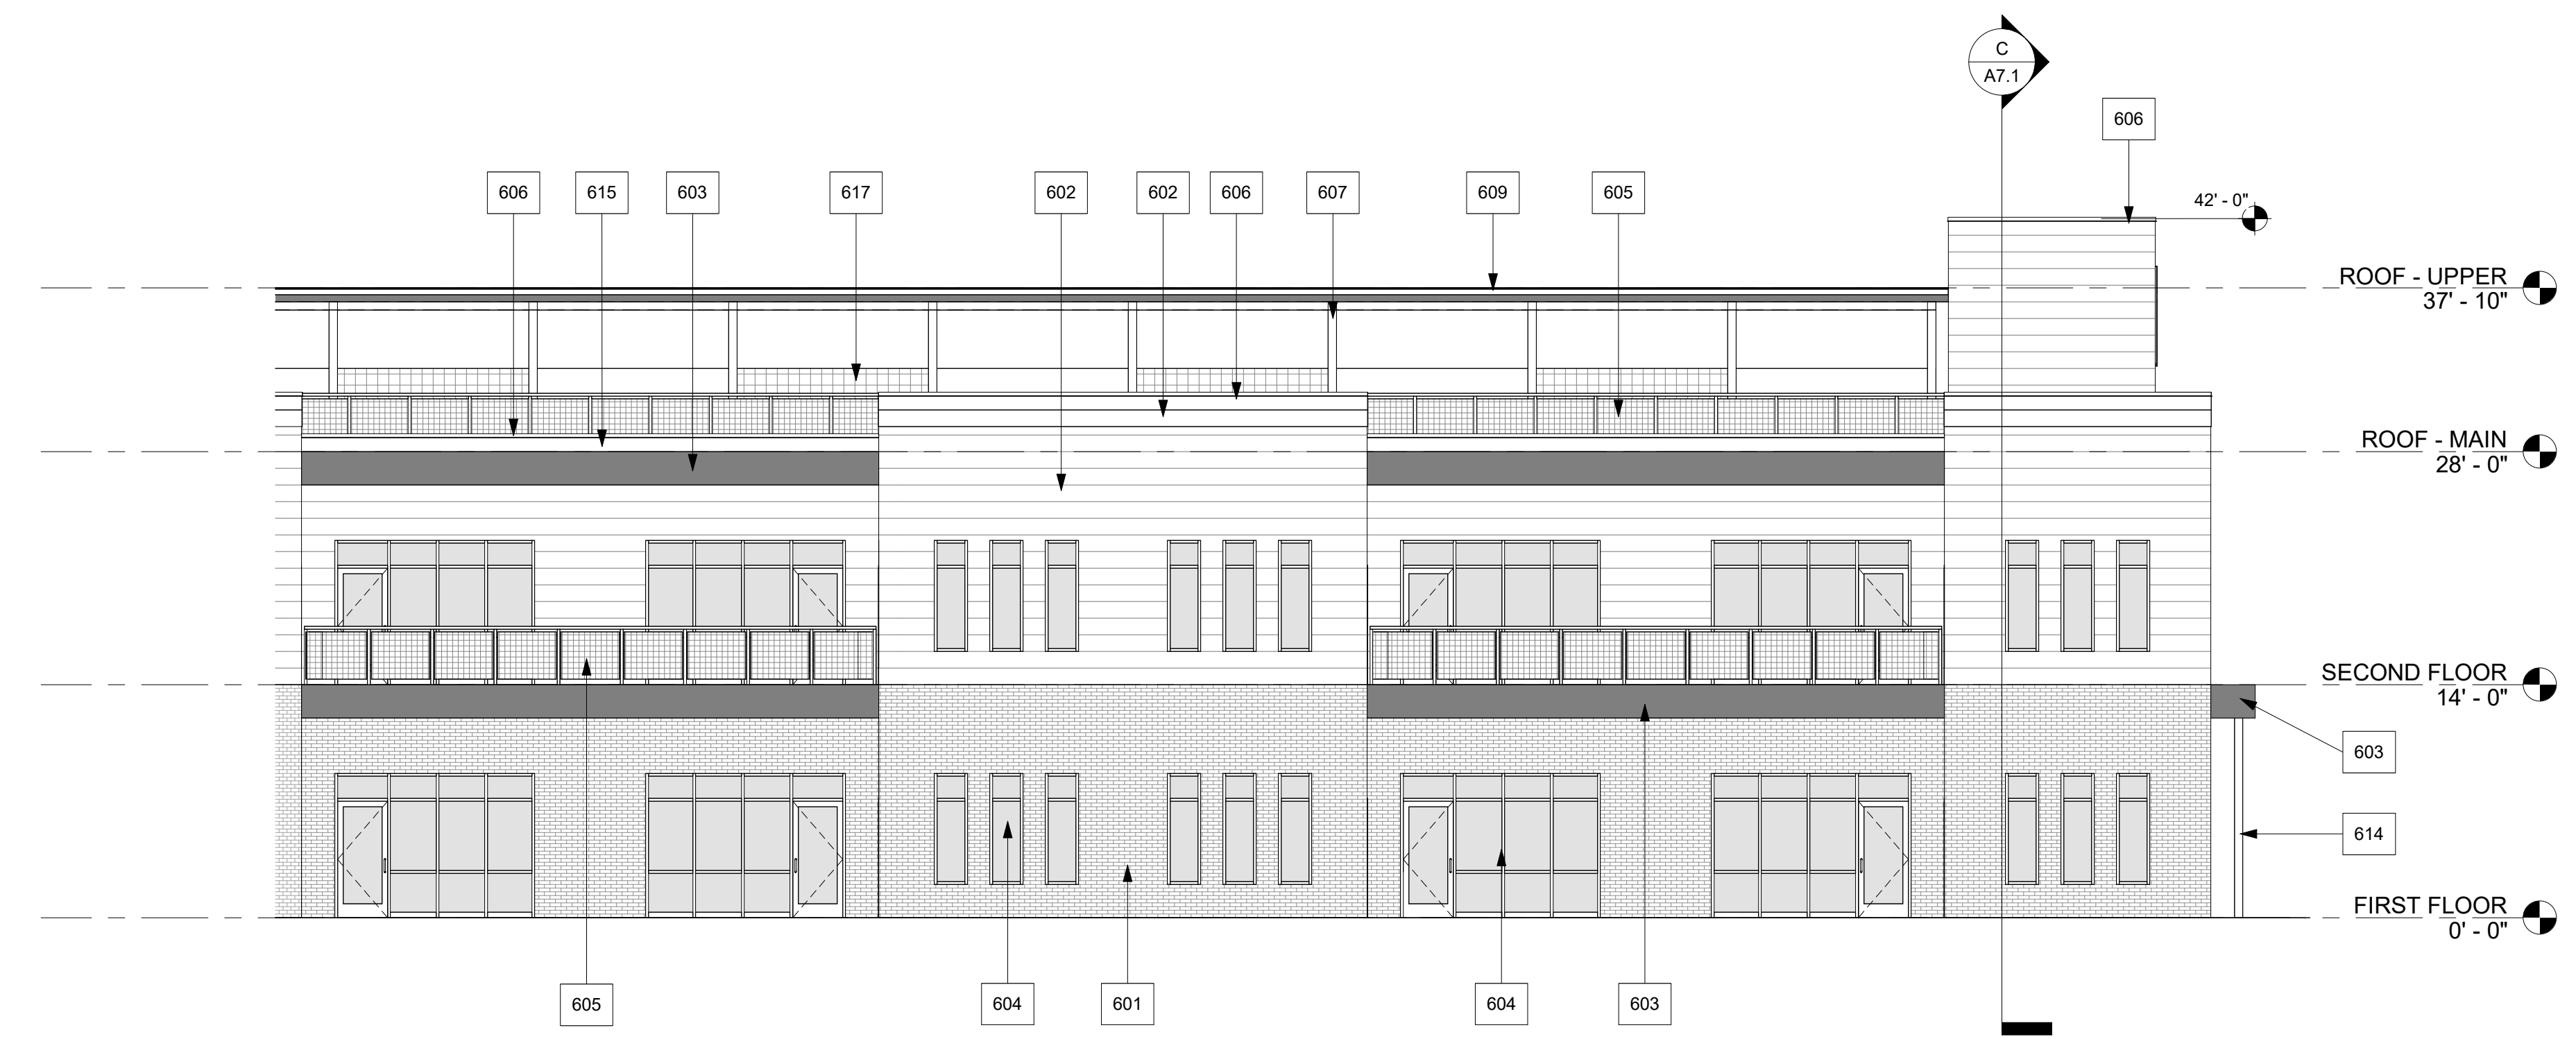 C
A7.1
606
42' - 0"
606
615
603
617
602
602
606
607
609
605
ROOF - UPPER
37' - 10"
ROOF - MAIN
28' - 0"
SECOND FLOOR
14' - 0"
603
614
FIRST FLOOR
0' - 0"
605
604
601
604
603